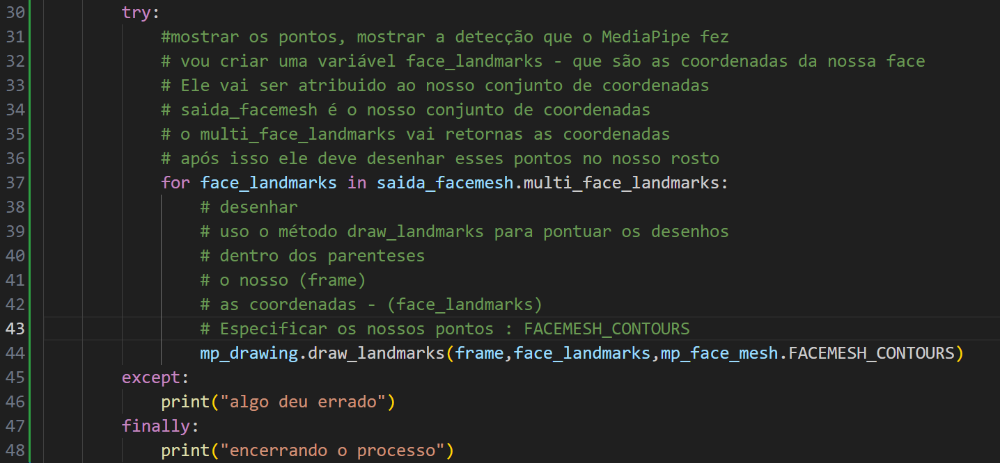 30 try:
31 #mostrar os pontos, mostrar a detecção que o MediaPipe fez
32 # vou criar uma variável face_landmarks - que são as coordenadas da nossa face
33 # Ele vai ser atribuido ao nosso conjunto de coordenadas
34 # saida_facemesh é o nosso conjunto de coordenadas
35 # o multi_face_landmarks vai retornas as coordenadas
36 # após isso ele deve desenhar esses pontos no nosso rosto
37 for face_landmarks in saida_facemesh.multi_face_landmarks:
38 # desenhar
39 # uso o método draw_landmarks para pontuar os desenhos
40 # dentro dos parenteses
41 # o nosso (frame)
42 # as coordenadas - (face_landmarks)
43 # Especificar os nossos pontos : FACEMESH_CONTOURS
44 mp_drawing.draw_landmarks(frame,face_landmarks,mp_face_mesh.FACEMESH_CONTOURS)
45 except:
46 print("algo deu errado")
47 finally:
48 print("encerrando o processo")